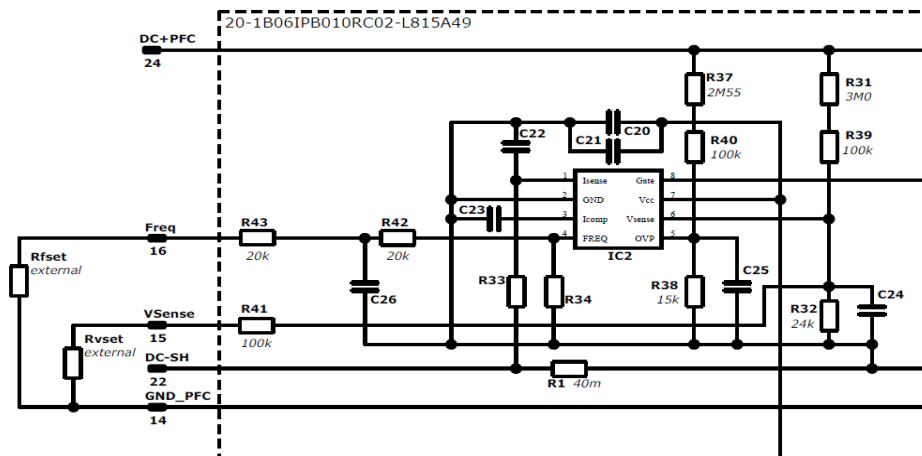 20-1B06IPB010RC02-L815A49
DC+PFC
24
R37
2M55
R31
3M0
C22
C21
C20
R40
100k
R39
100k
1
Isense
Gate
8
2
GND
Vcc
7
C23
3
Icomp
Vsense
6
4
FREQ
OVP
5
IC2
Freq
16
R43
20k
R42
20k
Rfset
external
C26
R33
R34
R38
15k
C25
C24
R32
24k
VSense
15
R41
100k
Rvset
external
DC-SH
22
R1
40m
GND_PFC
14